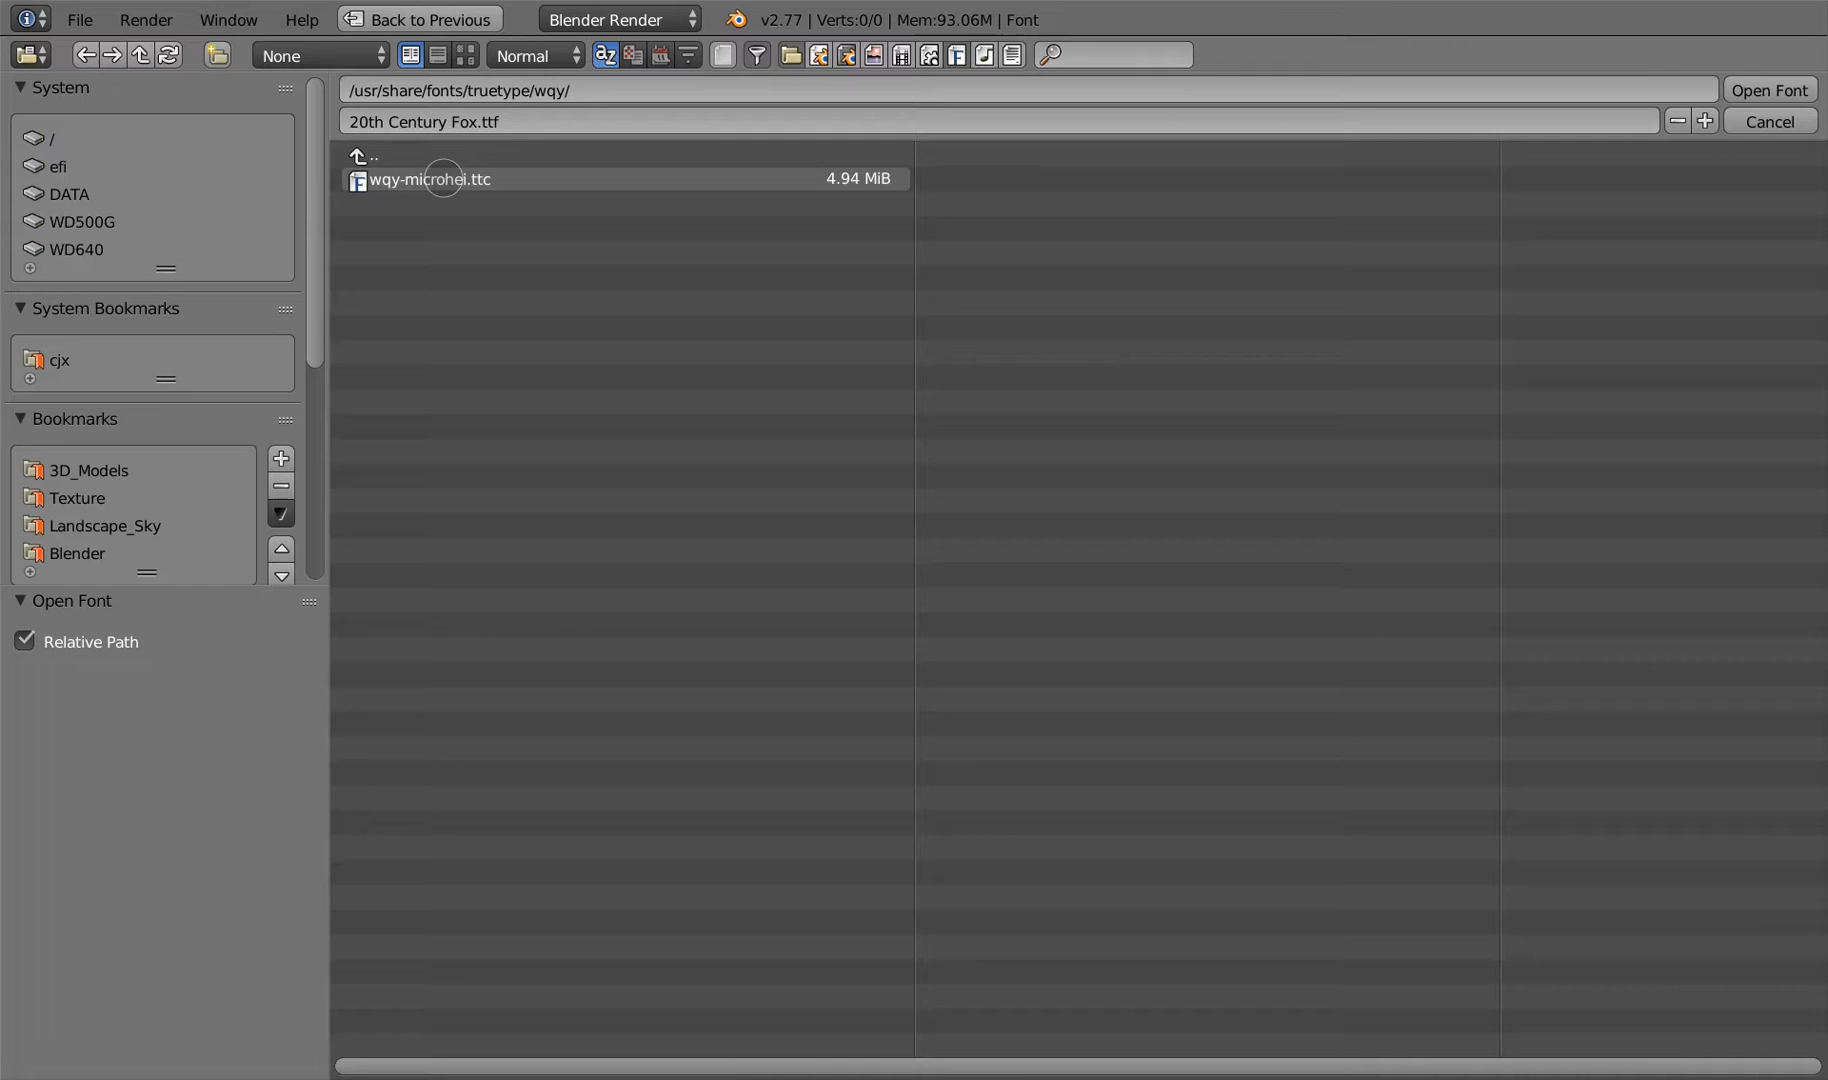 File Render Window Help Back to Previous Blender Render v2.77 | Verts:0/0 | Mem:93.06M | Font
None Normal
System
/
efi
DATA
WD500G
WD640
System Bookmarks
cjx
Bookmarks
3D_Models
Texture
Landscape_Sky
Blender
Open Font
Relative Path
/usr/share/fonts/truetype/wqy/ Open Font
20th Century Fox.ttf Cancel
..
wqy-microhei.ttc 4.94 MiB